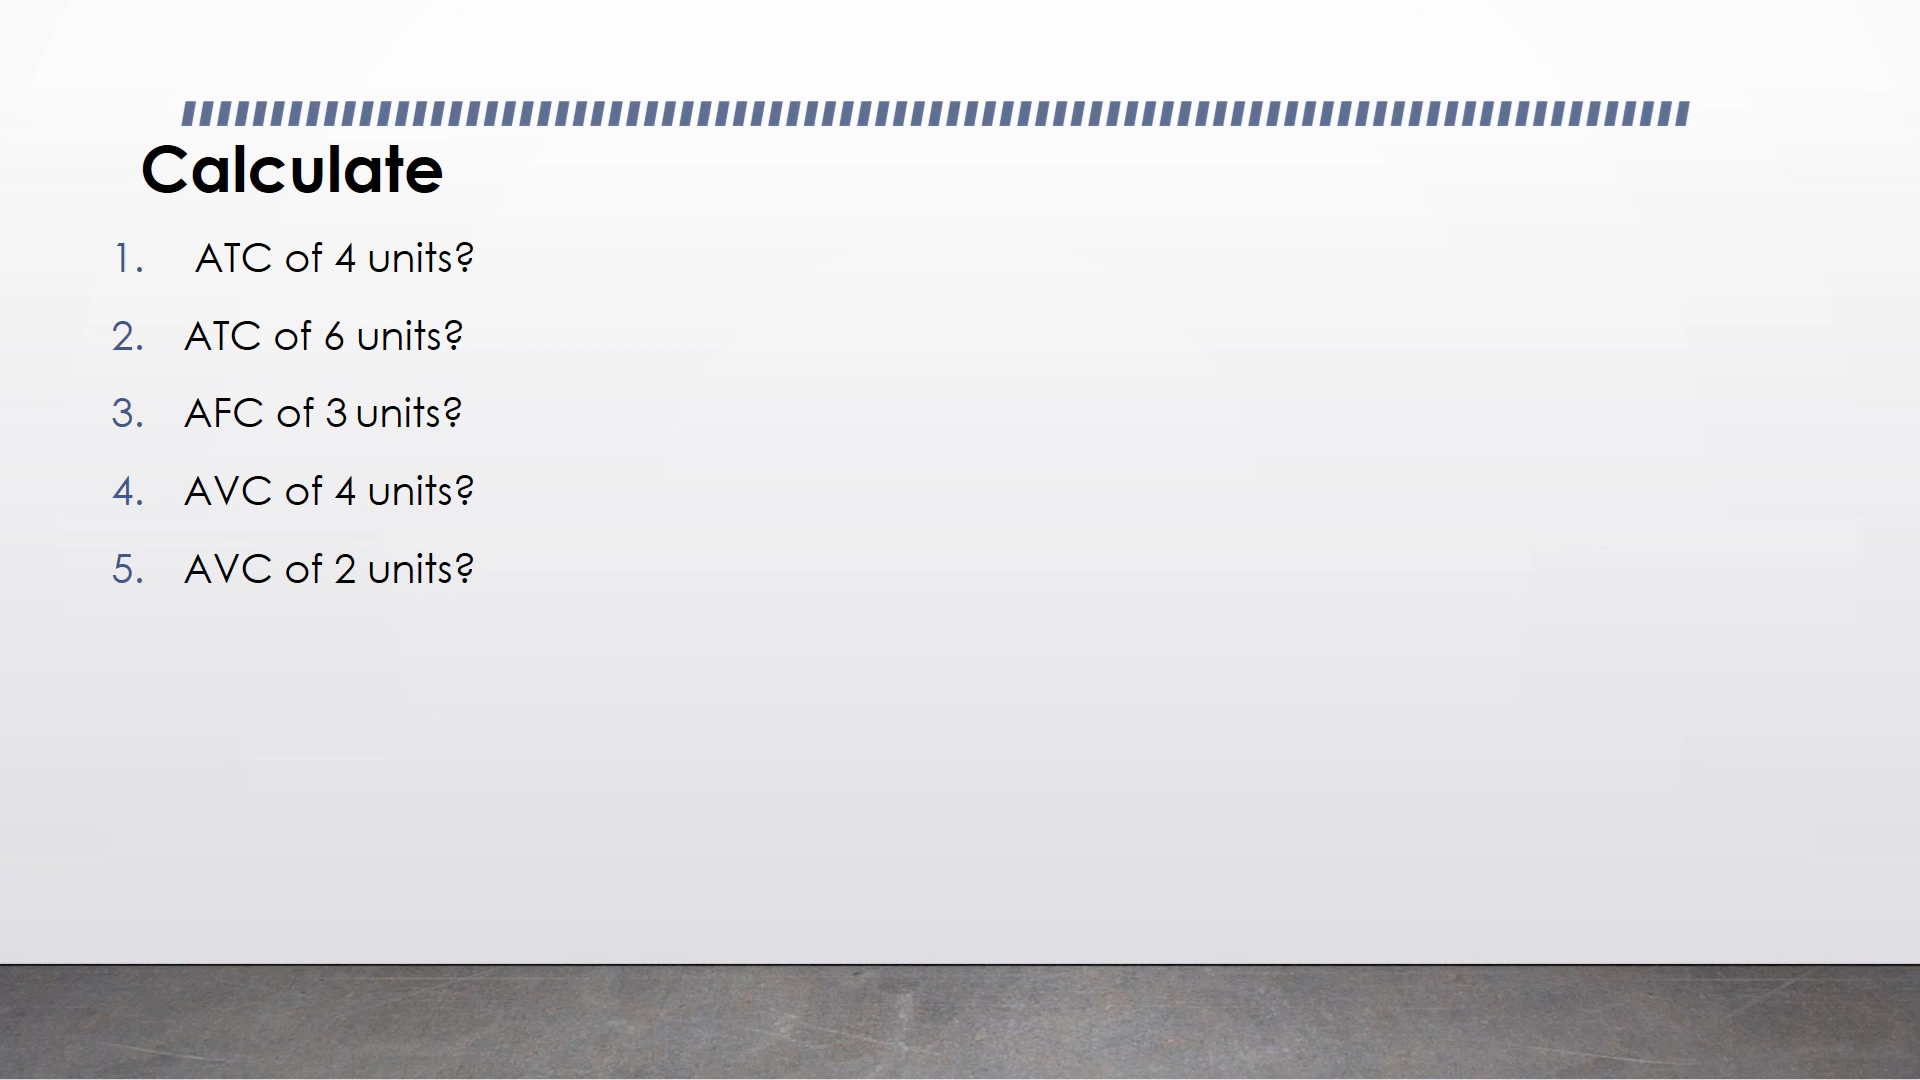 Calculate
1. ATC of 4 units?
2. ATC of 6 units?
3. AFC of 3 units?
4. AVC of 4 units?
5. AVC of 2 units?